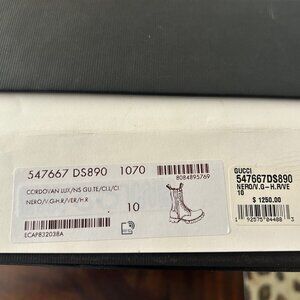 547667 DS890 1070
8084895769
CORDOVAN LUX/NS GU.TE/CLL/CI
NERO/V.G-H.R/VER/H.R
10
ECAP832038A
GUCCI
547667DS890
NERO/V.G-H.R/VE
10
$ 1250.00